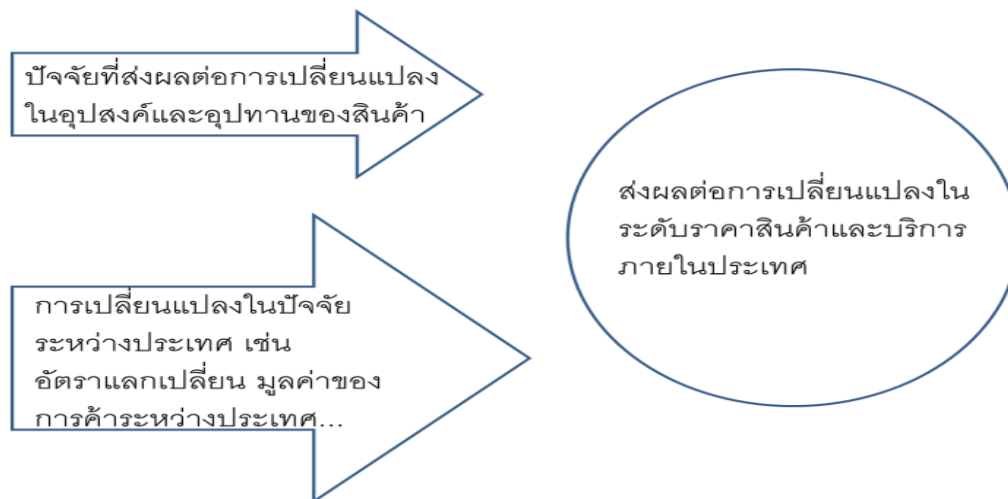 ปัจจัยที่ส่งผลต่อการเปลี่ยนแปลง
ในอุปสงค์และอุปทานของสินค้า
ส่งผลต่อการเปลี่ยนแปลงใน
ระดับราคาสินค้าและบริการ
ภายในประเทศ
การเปลี่ยนแปลงในปัจจัย
ระหว่างประเทศ เช่น
อัตราแลกเปลี่ยน มูลค่าของ
การค้าระหว่างประเทศ...